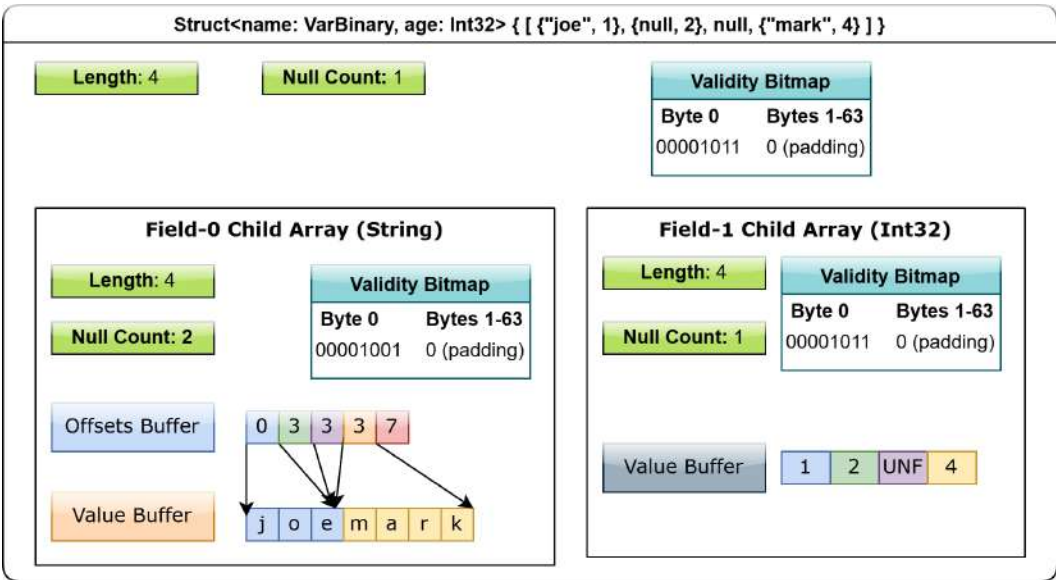 Struct<name: VarBinary, age: Int32> { [ {"joe", 1}, {null, 2}, null, {"mark", 4} ] }
Length: 4
Null Count: 1
Validity Bitmap
Byte 0 Bytes 1-63
00001011 0 (padding)
Field-0 Child Array (String)
Length: 4
Null Count: 2
Validity Bitmap
Byte 0 Bytes 1-63
00001001 0 (padding)
Offsets Buffer
0 3 3 3 7
Value Buffer
j o e m a r k
Field-1 Child Array (Int32)
Length: 4
Null Count: 1
Validity Bitmap
Byte 0 Bytes 1-63
00001011 0 (padding)
Value Buffer
1 2 UNF 4